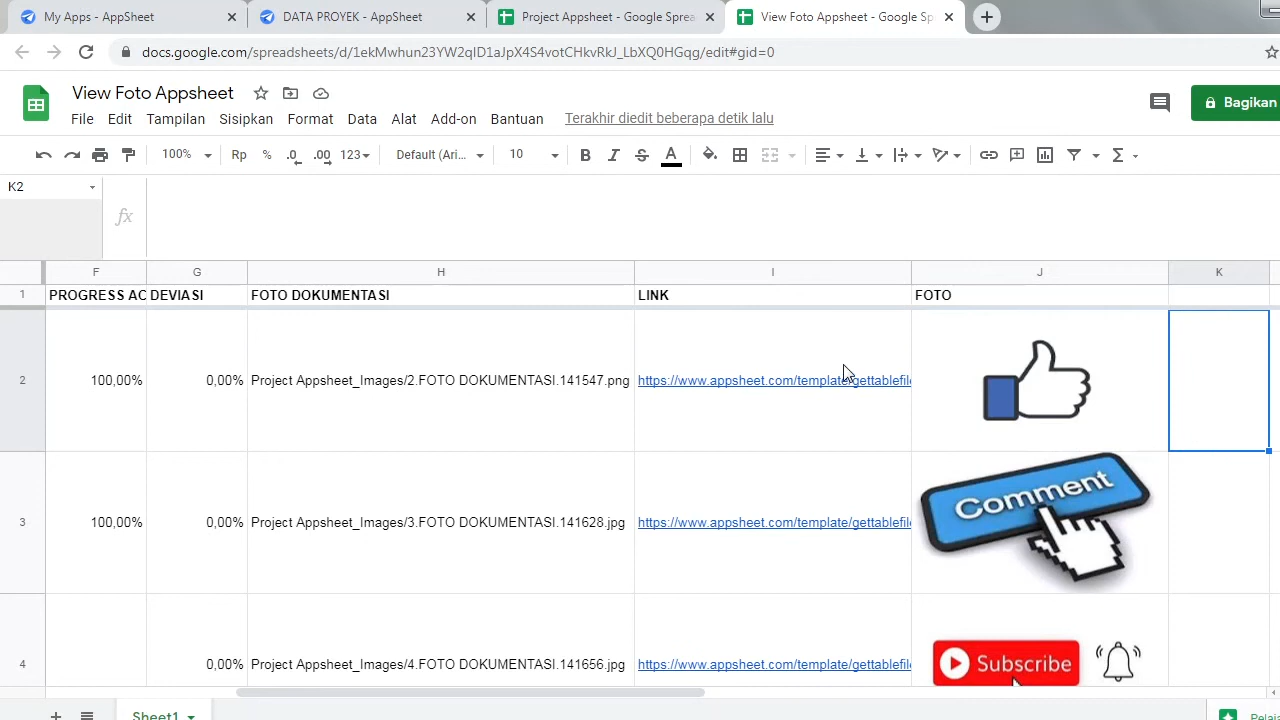 My Apps - AppSheet
DATA PROYEK - AppSheet
Project Appsheet - Google Sprea
View Foto Appsheet - Google Sp
docs.google.com/spreadsheets/d/1ekMwhun23YW2qID1aJpX4S4votCHkvRkJ_LbXQ0HGqg/edit#gid=0
View Foto Appsheet
File Edit Tampilan Sisipkan Format Data Alat Add-on Bantuan Terakhir diedit beberapa detik lalu
Bagikan
100% Rp % .0 .00 123 Default (Ari... 10 B I S A
K2
fx
F G H I J K
1 PROGRESS AC DEVIASI FOTO DOKUMENTASI LINK FOTO
2 100,00% 0,00% Project Appsheet_Images/2.FOTO DOKUMENTASI.141547.png https://www.appsheet.com/template/gettablefil
3 100,00% 0,00% Project Appsheet_Images/3.FOTO DOKUMENTASI.141628.jpg https://www.appsheet.com/template/gettablefil
Comment
4 0,00% Project Appsheet_Images/4.FOTO DOKUMENTASI.141656.jpg https://www.appsheet.com/template/gettablefil
Subscribe
Sheet1
Pelaja